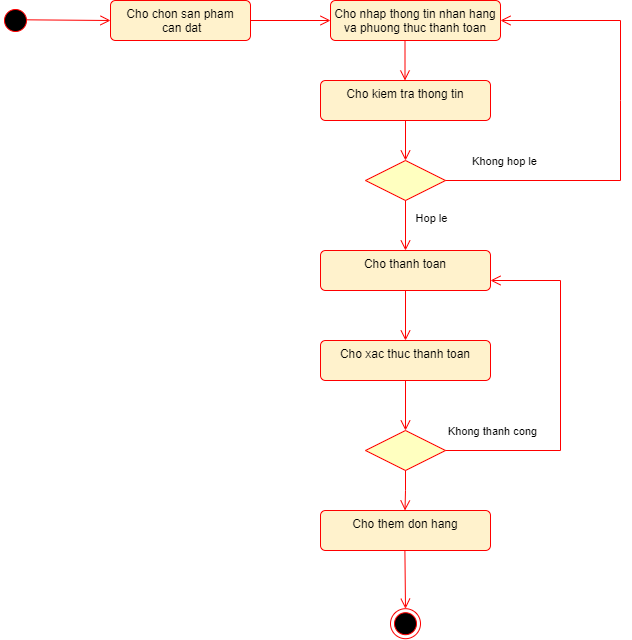 Cho chon san pham
can dat
Cho nhap thong tin nhan hang
va phuong thuc thanh toan
Cho kiem tra thong tin
Khong hop le
Hop le
Cho thanh toan
Cho xac thuc thanh toan
Khong thanh cong
Cho them don hang